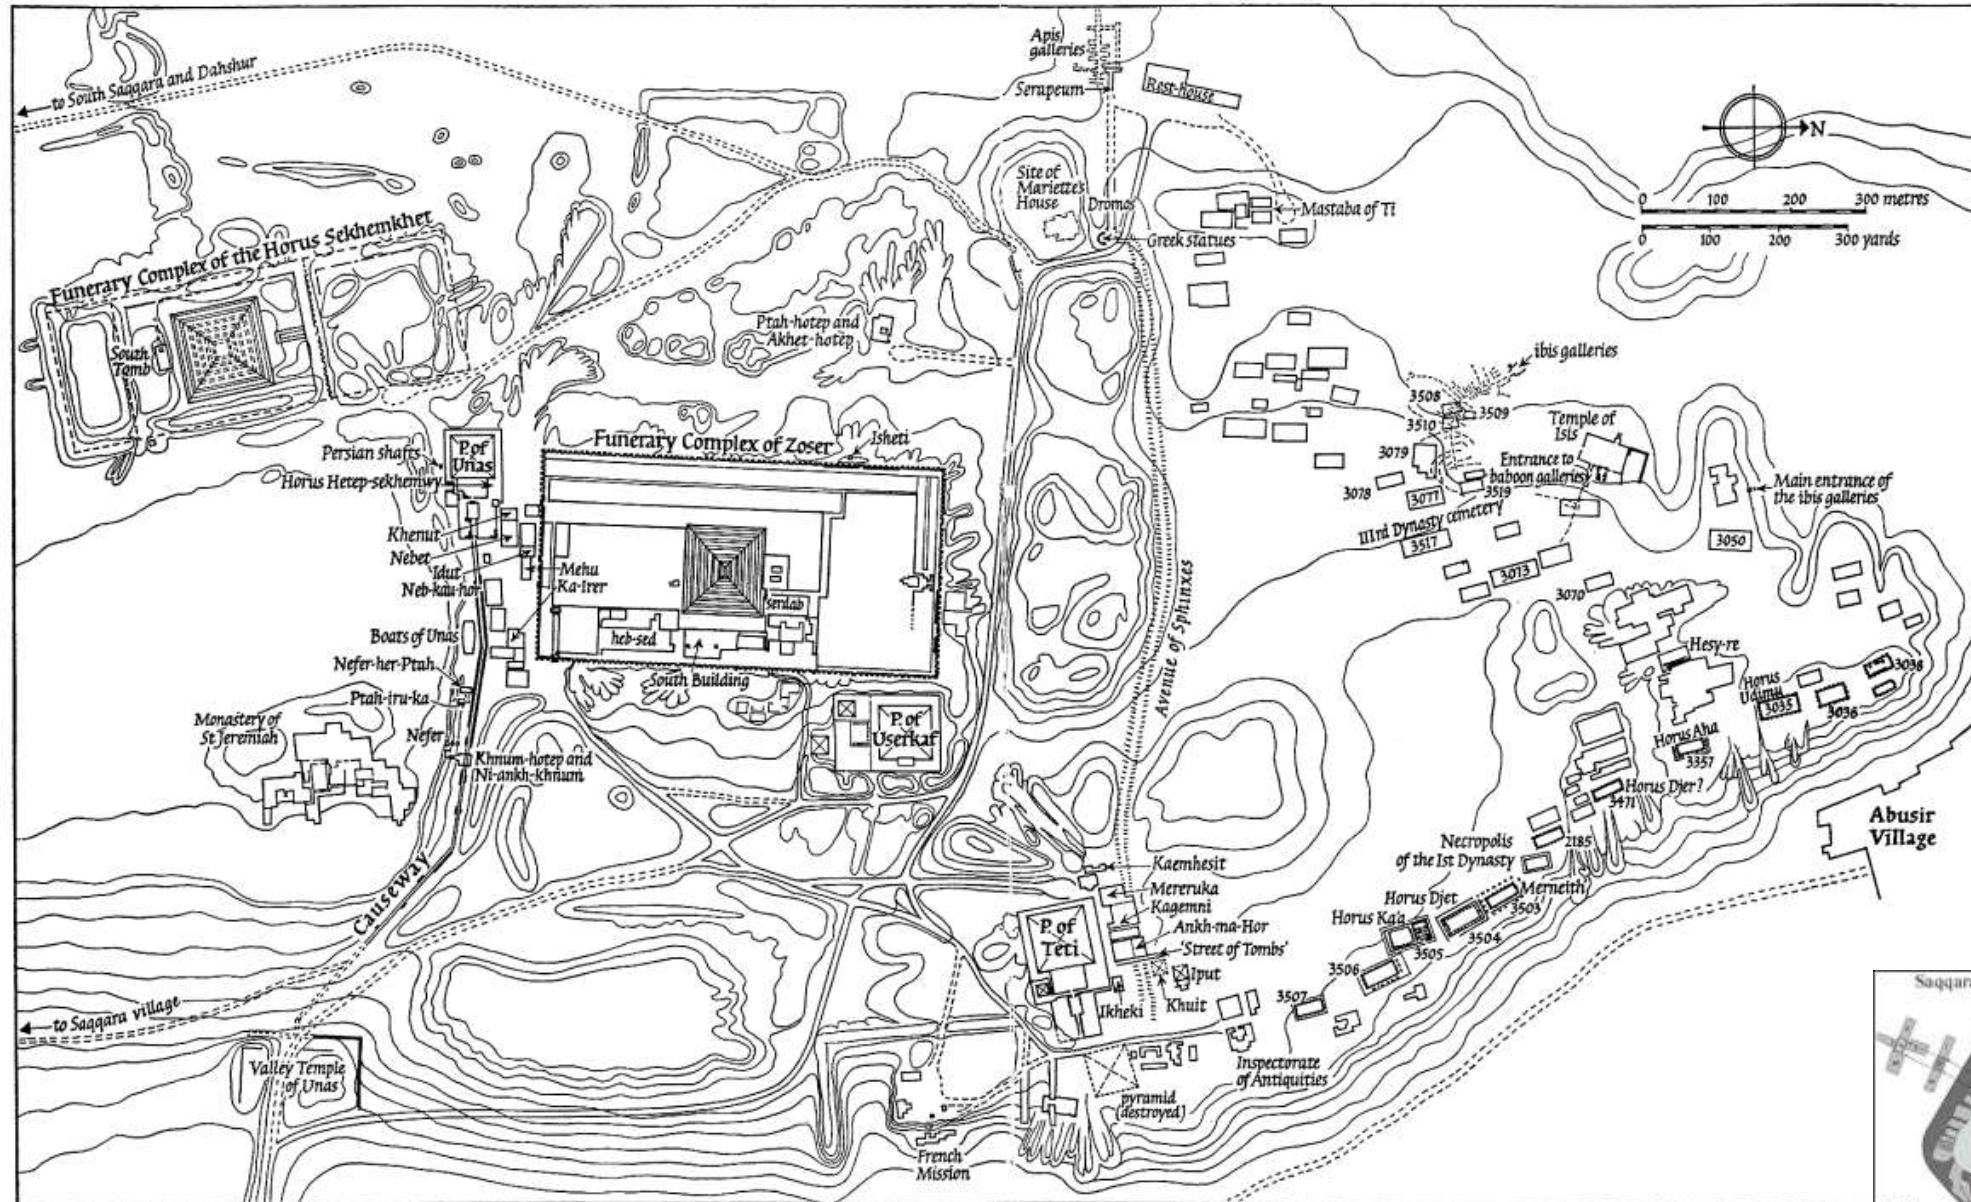 Apis
galleries
Serapeum
Rest-house
to South Saqqara and Dahshur
N
0 100 200 300 metres
0 100 200 300 yards
Site of
Mariette's
House
Dromos
Mastaba of Ti
Greek statues
Funerary Complex of the Horus Sekhemkhet
South
Tomb
Ptah-hotep and
Akhet-hotep
ibis galleries
3508
3509
3510
Temple of
Isis
3079
Entrance to
baboon galleries
3078
3077
3519
Main entrance of
the ibis galleries
IIIrd Dynasty cemetery
3517
3050
3073
3070
Funerary Complex of Zoser
Isheti
Persian shafts
P. of
Unas
Horus Hetep-sekhemwy
Khenut
Nebet
Idut
Neb-kau-hor
Mehu
Ka-irer
serdab
heb-sed
South Building
Boats of Unas
Nefer-her-Ptah
Ptah-iru-ka
Nefer
Khnum-hotep and
Ni-ankh-khnum
Monastery of
St Jeremiah
P. of
Userkaf
Avenue of Sphinxes
Hesy-re
Horus
Udimu
3035
3036
3038
Horus Aha
3357
Horus Djer?
3471
Abusir
Village
2185
Necropolis
of the Ist Dynasty
Merneith
3503
Horus Djet
3504
Horus Ka'a
3505
3506
3507
Causeway
Kaemhesit
Mereruka
Kagemni
Ankh-ma-Hor
'Street of Tombs'
P. of
Teti
Iput
Khuit
Ikheki
to Saqqara village
Valley Temple
of Unas
Inspectorate
of Antiquities
pyramid
(destroyed)
French
Mission